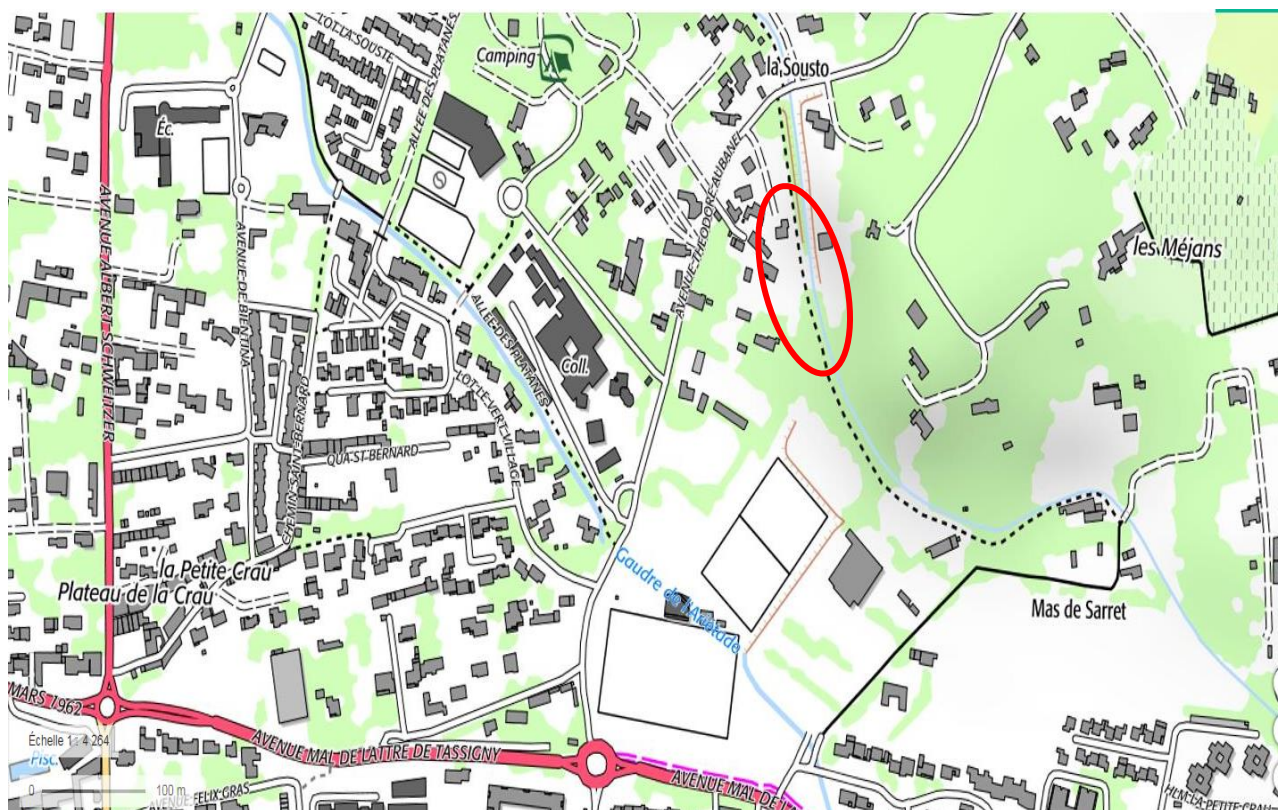 LOT-LA-SOUSTE
ALLEE-DES-PLATANES
Camping
la Sousto
Éc.
AVENUE-THEODORE-AUBANEL
AVENUE ALBERT SCHWEITZER
AVENUE-DE-BIENTINA
les Méjans
ALLEE-DES-PLATANES
Coll.
LOT-LE-VERT-VILLAGE
CHEMIN-SAINT-BERNARD
QUA-ST-BERNARD
la Petite Crau
Plateau de la Crau
Gaudre de
Mas de Sarret
MARS 1962
AVENUE MAL DE LATTRE DE TASSIGNY
AVENUE MAL DE
Échelle 1 : 4 264
Pisc.
0 100 m
AVENUE-FELIX-GRAS
HLM-LA-PETITE-CRAU